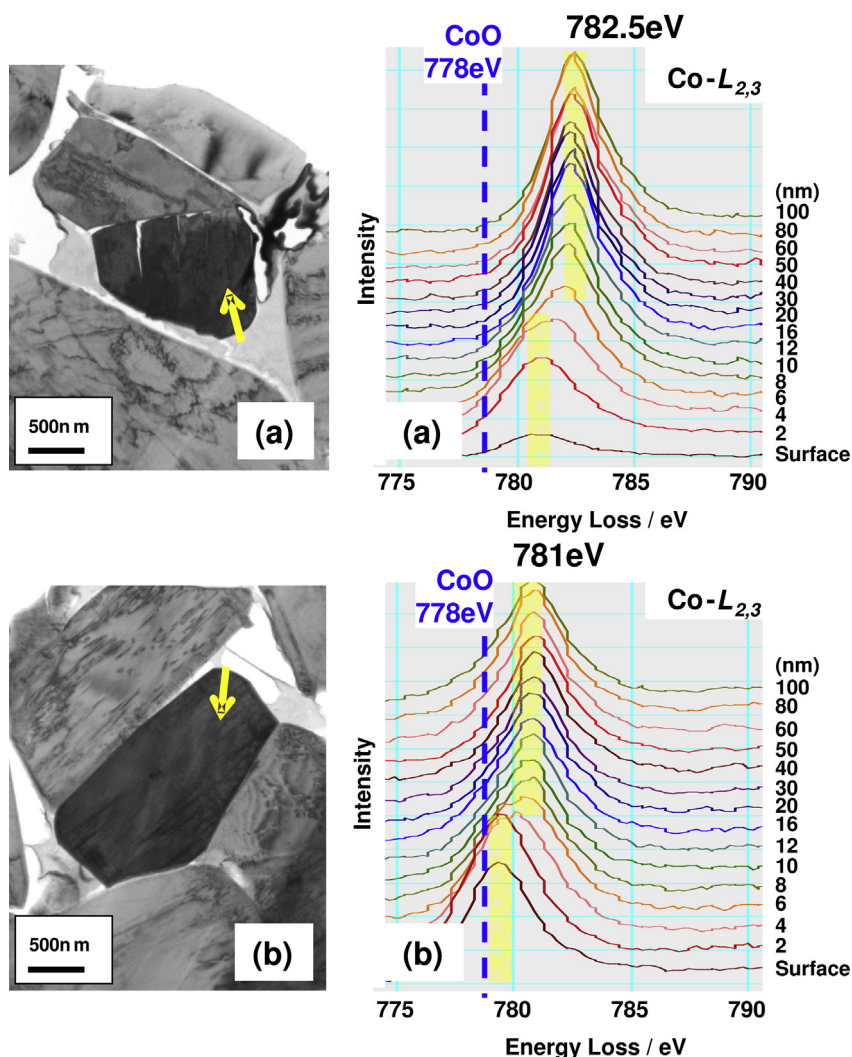 500n m
(a)
782.5eV
CoO
778eV
Co-L2,3
Intensity
(a)
(nm)
100
80
60
50
40
30
20
16
12
10
8
6
4
2
Surface
775
780
785
790
Energy Loss / eV
500n m
(b)
781eV
CoO
778eV
Co-L2,3
Intensity
(b)
(nm)
100
80
60
50
40
30
20
16
12
10
8
6
4
2
Surface
775
780
785
790
Energy Loss / eV